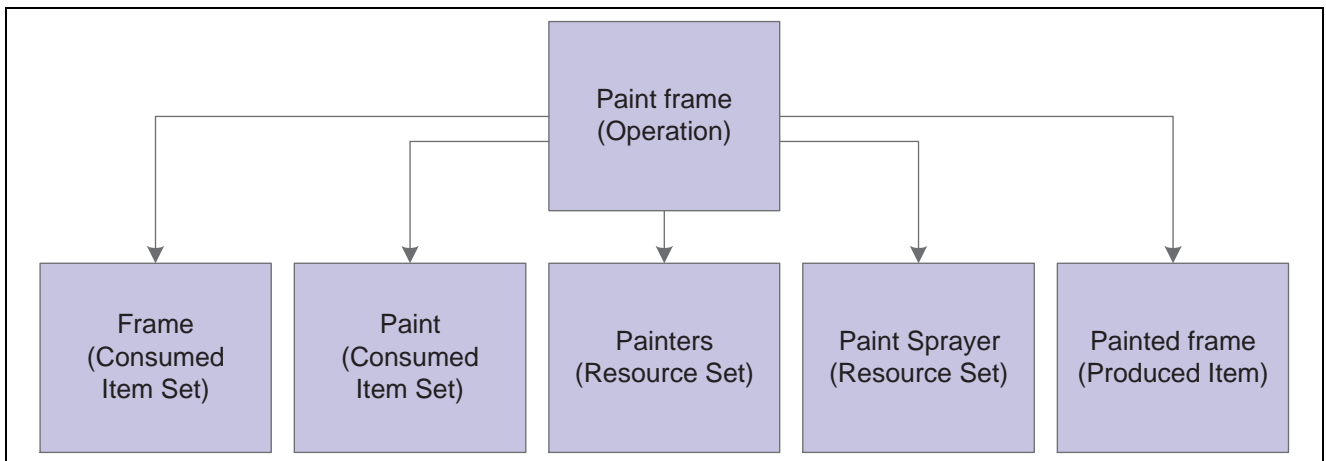 Paint frame
(Operation)
Frame
(Consumed
Item Set)
Paint
(Consumed
Item Set)
Painters
(Resource Set)
Paint Sprayer
(Resource Set)
Painted frame
(Produced Item)